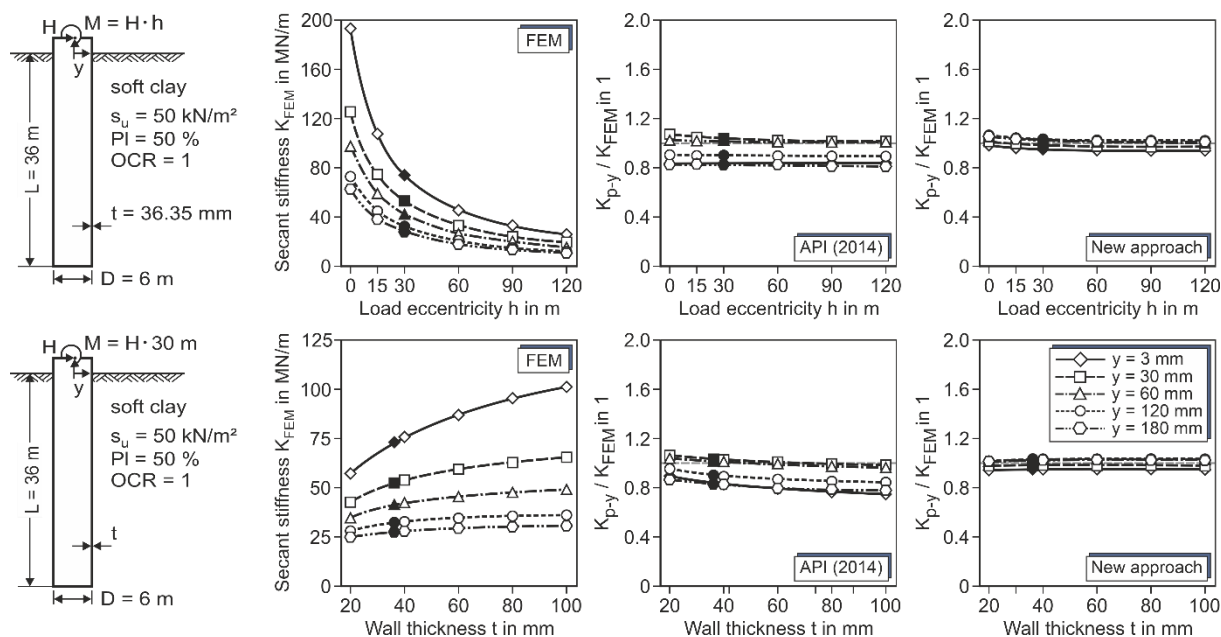 H M = H· h
y
soft clay
sᵤ = 50 kN/m²
PI = 50 %
OCR = 1
L = 36 m
t = 36.35 mm
D = 6 m
Secant stiffness K_FEM in MN/m
200
160
120
80
40
0
FEM
0 15 30 60 90 120
Load eccentricity h in m
K_p-y / K_FEM in 1
2.0
1.6
1.2
0.8
0.4
0
API (2014)
0 15 30 60 90 120
Load eccentricity h in m
K_p-y / K_FEM in 1
2.0
1.6
1.2
0.8
0.4
0
New approach
0 15 30 60 90 120
Load eccentricity h in m
H M = H· 30 m
y
soft clay
sᵤ = 50 kN/m²
PI = 50 %
OCR = 1
L = 36 m
t
D = 6 m
Secant stiffness K_FEM in MN/m
125
100
75
50
25
0
FEM
20 40 60 80 100
Wall thickness t in mm
K_p-y / K_FEM in 1
2.0
1.6
1.2
0.8
0.4
0
API (2014)
20 40 60 80 100
Wall thickness t in mm
K_p-y / K_FEM in 1
2.0
1.6
1.2
0.8
0.4
0
y = 3 mm
y = 30 mm
y = 60 mm
y = 120 mm
y = 180 mm
New approach
20 40 60 80 100
Wall thickness t in mm